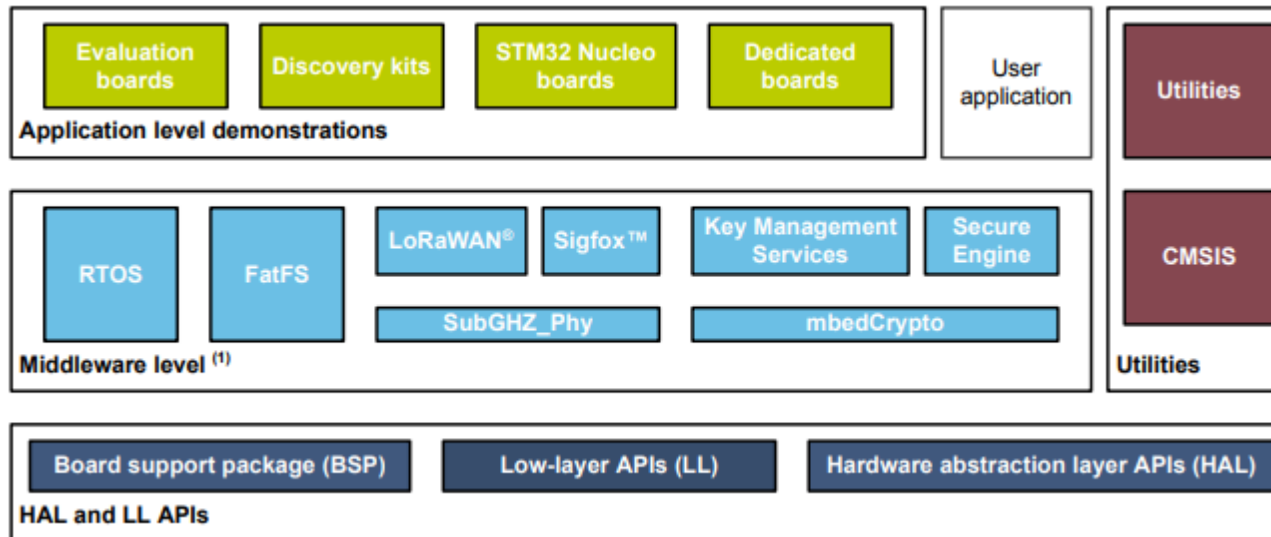 Evaluation
boards
Discovery kits
STM32 Nucleo
boards
Dedicated
boards
Application level demonstrations
User
application
Utilities
RTOS
FatFS
LoRaWAN®
Sigfox™
Key Management
Services
Secure
Engine
SubGHZ_Phy
mbedCrypto
Middleware level (1)
CMSIS
Utilities
Board support package (BSP)
Low-layer APIs (LL)
Hardware abstraction layer APIs (HAL)
HAL and LL APIs